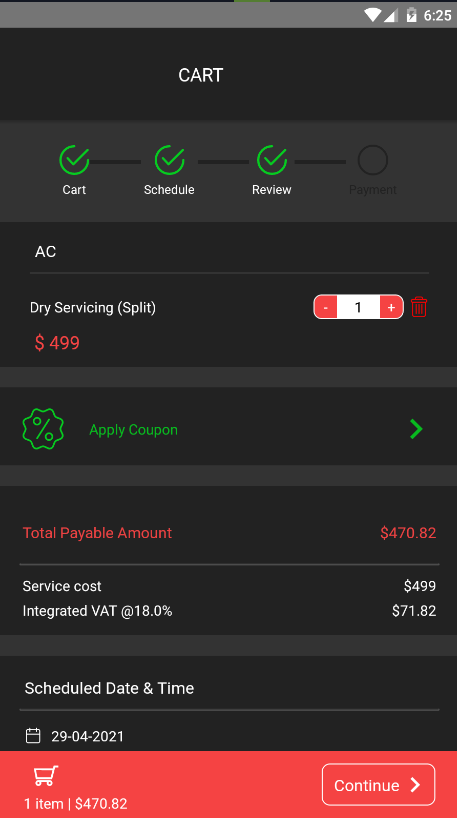 6:25
CART
Cart Schedule Review Payment
AC
Dry Servicing (Split) - 1 +
$ 499
Apply Coupon
Total Payable Amount $470.82
Service cost $499
Integrated VAT @18.0% $71.82
Scheduled Date & Time
29-04-2021
Continue
1 item | $470.82